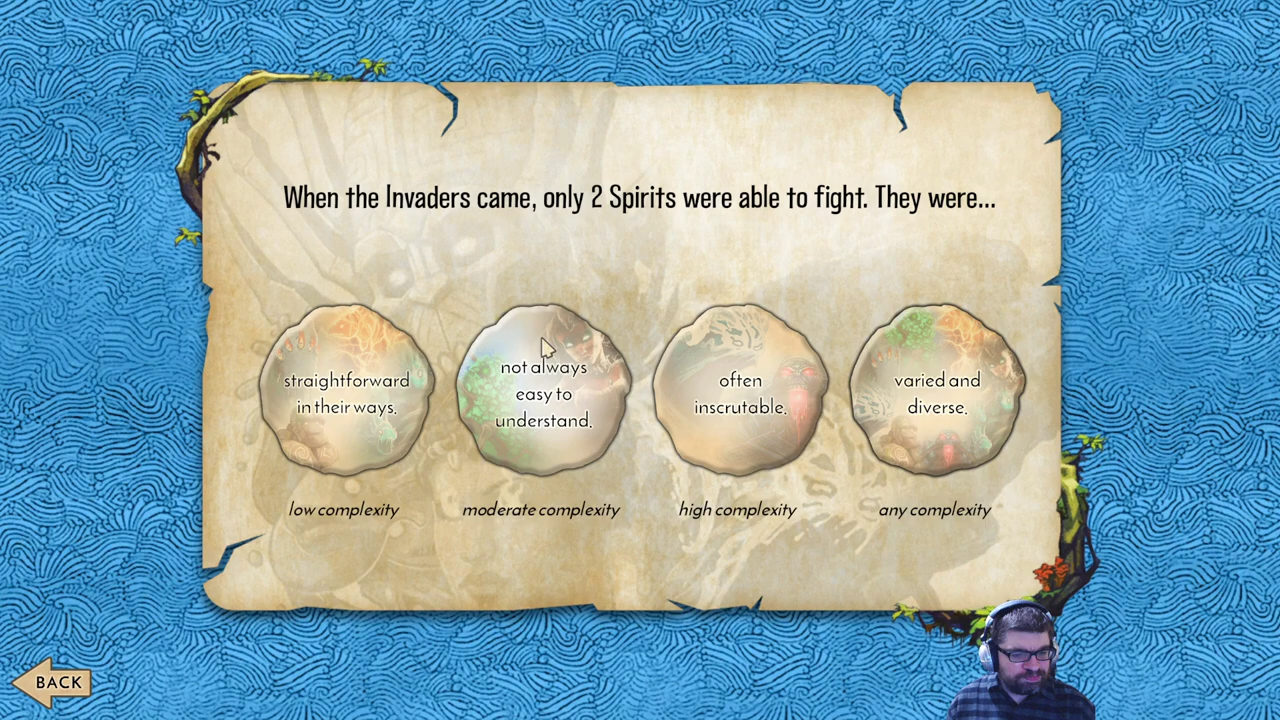 When the Invaders came, only 2 Spirits were able to fight. They were...
straightforward
in their ways.
not always
easy to
understand.
often
inscrutable.
varied and
diverse.
low complexity
moderate complexity
high complexity
any complexity
BACK